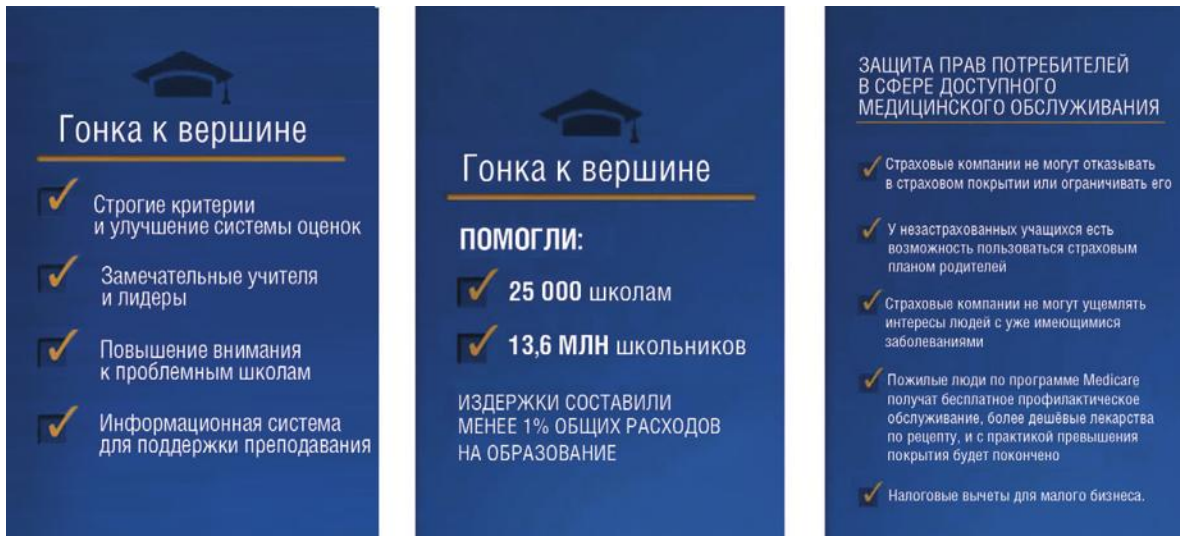 Гонка к вершине
Строгие критерии
и улучшение системы оценок
Замечательные учителя
и лидеры
Повышение внимания
к проблемным школам
Информационная система
для поддержки преподавания
Гонка к вершине
ПОМОГЛИ:
25 000 школам
13,6 МЛН школьников
ИЗДЕРЖКИ СОСТАВИЛИ
МЕНЕЕ 1% ОБЩИХ РАСХОДОВ
НА ОБРАЗОВАНИЕ
ЗАЩИТА ПРАВ ПОТРЕБИТЕЛЕЙ
В СФЕРЕ ДОСТУПНОГО
МЕДИЦИНСКОГО ОБСЛУЖИВАНИЯ
Страховые компании не могут отказывать
в страховом покрытии или ограничивать его
У незастрахованных учащихся есть
возможность пользоваться страховым
планом родителей
Страховые компании не могут ущемлять
интересы людей с уже имеющимися
заболеваниями
Пожилые люди по программе Medicare
получат бесплатное профилактическое
обслуживание, более дешёвые лекарства
по рецепту, и с практикой превышения
покрытия будет покончено
Налоговые вычеты для малого бизнеса.